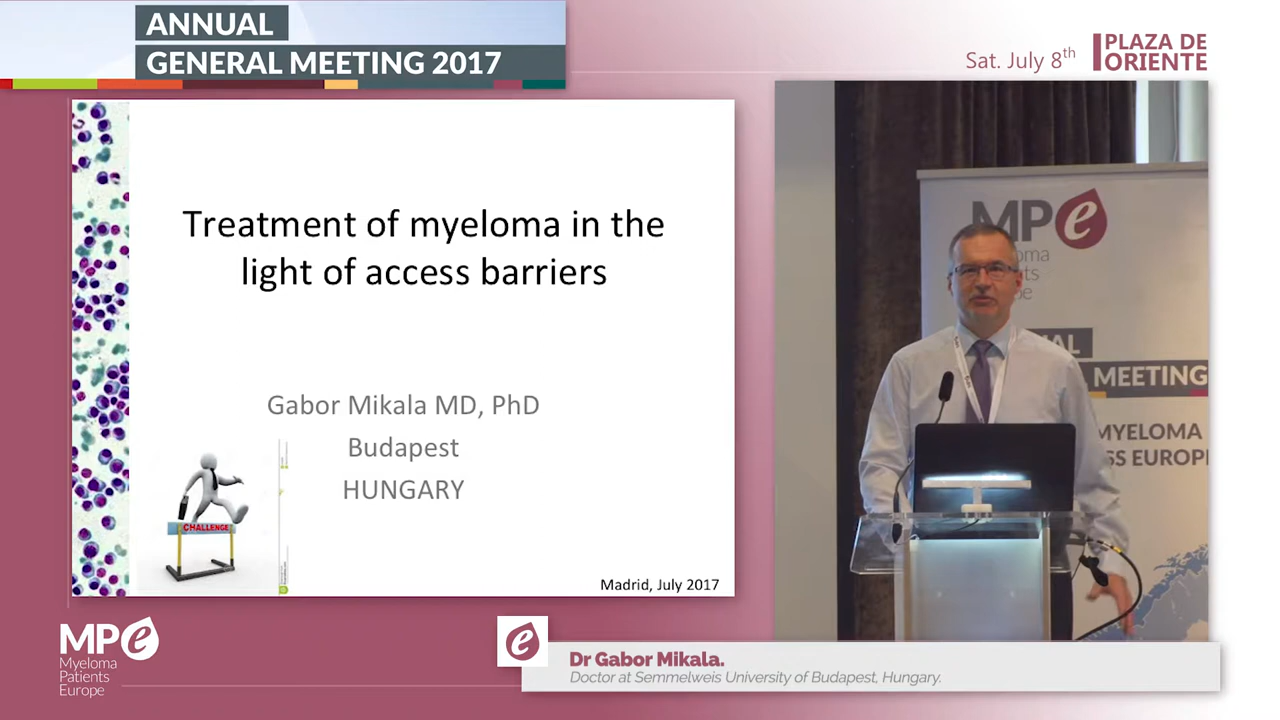 ANNUAL
GENERAL MEETING 2017
Sat. July 8th
PLAZA DE
ORIENTE
Treatment of myeloma in the
light of access barriers
Gabor Mikala MD, PhD
Budapest
HUNGARY
CHALLENGE
Madrid, July 2017
MPe
Myeloma
Patients
Europe
MPe
MEETING
MYELOMA
EUROPE
e
Dr Gabor Mikala.
Doctor at Semmelweis University of Budapest, Hungary.